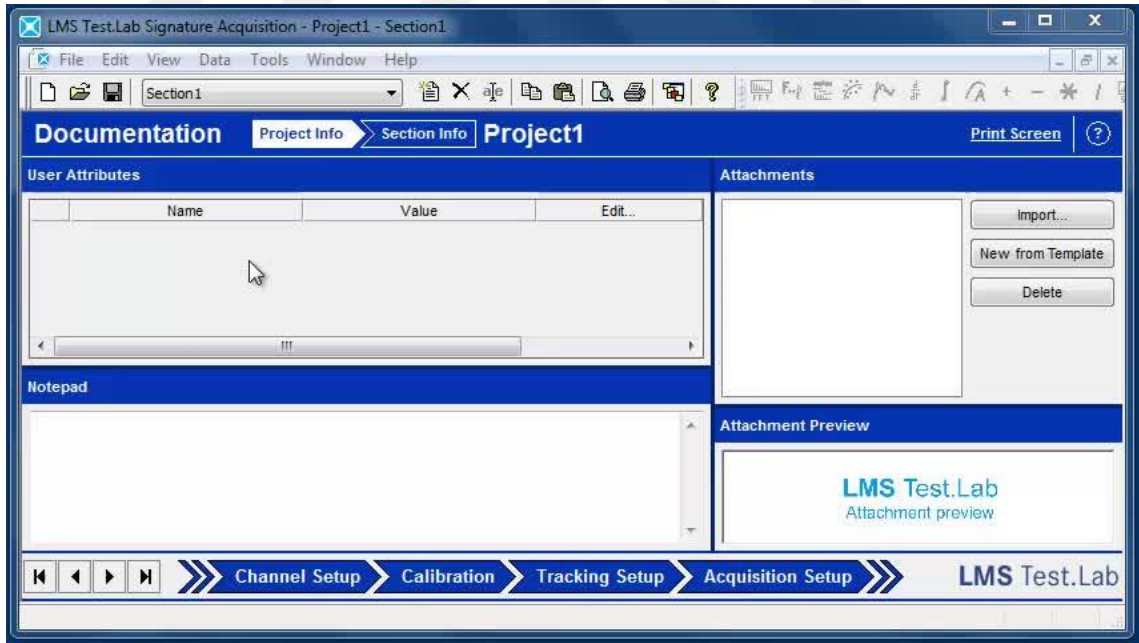 LMS Test.Lab Signature Acquisition - Project1 - Section1
File Edit View Data Tools Window Help
Section1
Documentation Project Info Section Info Project1 Print Screen
User Attributes
Name Value Edit...
Attachments
Import...
New from Template
Delete
Notepad
Attachment Preview
LMS Test.Lab
Attachment preview
Channel Setup Calibration Tracking Setup Acquisition Setup LMS Test.Lab